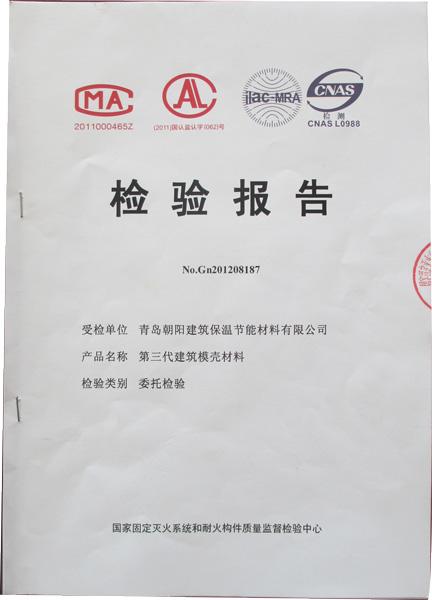 MA
2011000465Z
CAL
(2011)国认监认字(062)号
ilac-MRA
CNAS
检 测
CNAS L0988
检验报告
No.Gn201208187
受检单位 青岛朝阳建筑保温节能材料有限公司
产品名称 第三代建筑模壳材料
检验类别 委托检验
国家固定灭火系统和耐火构件质量监督检验中心